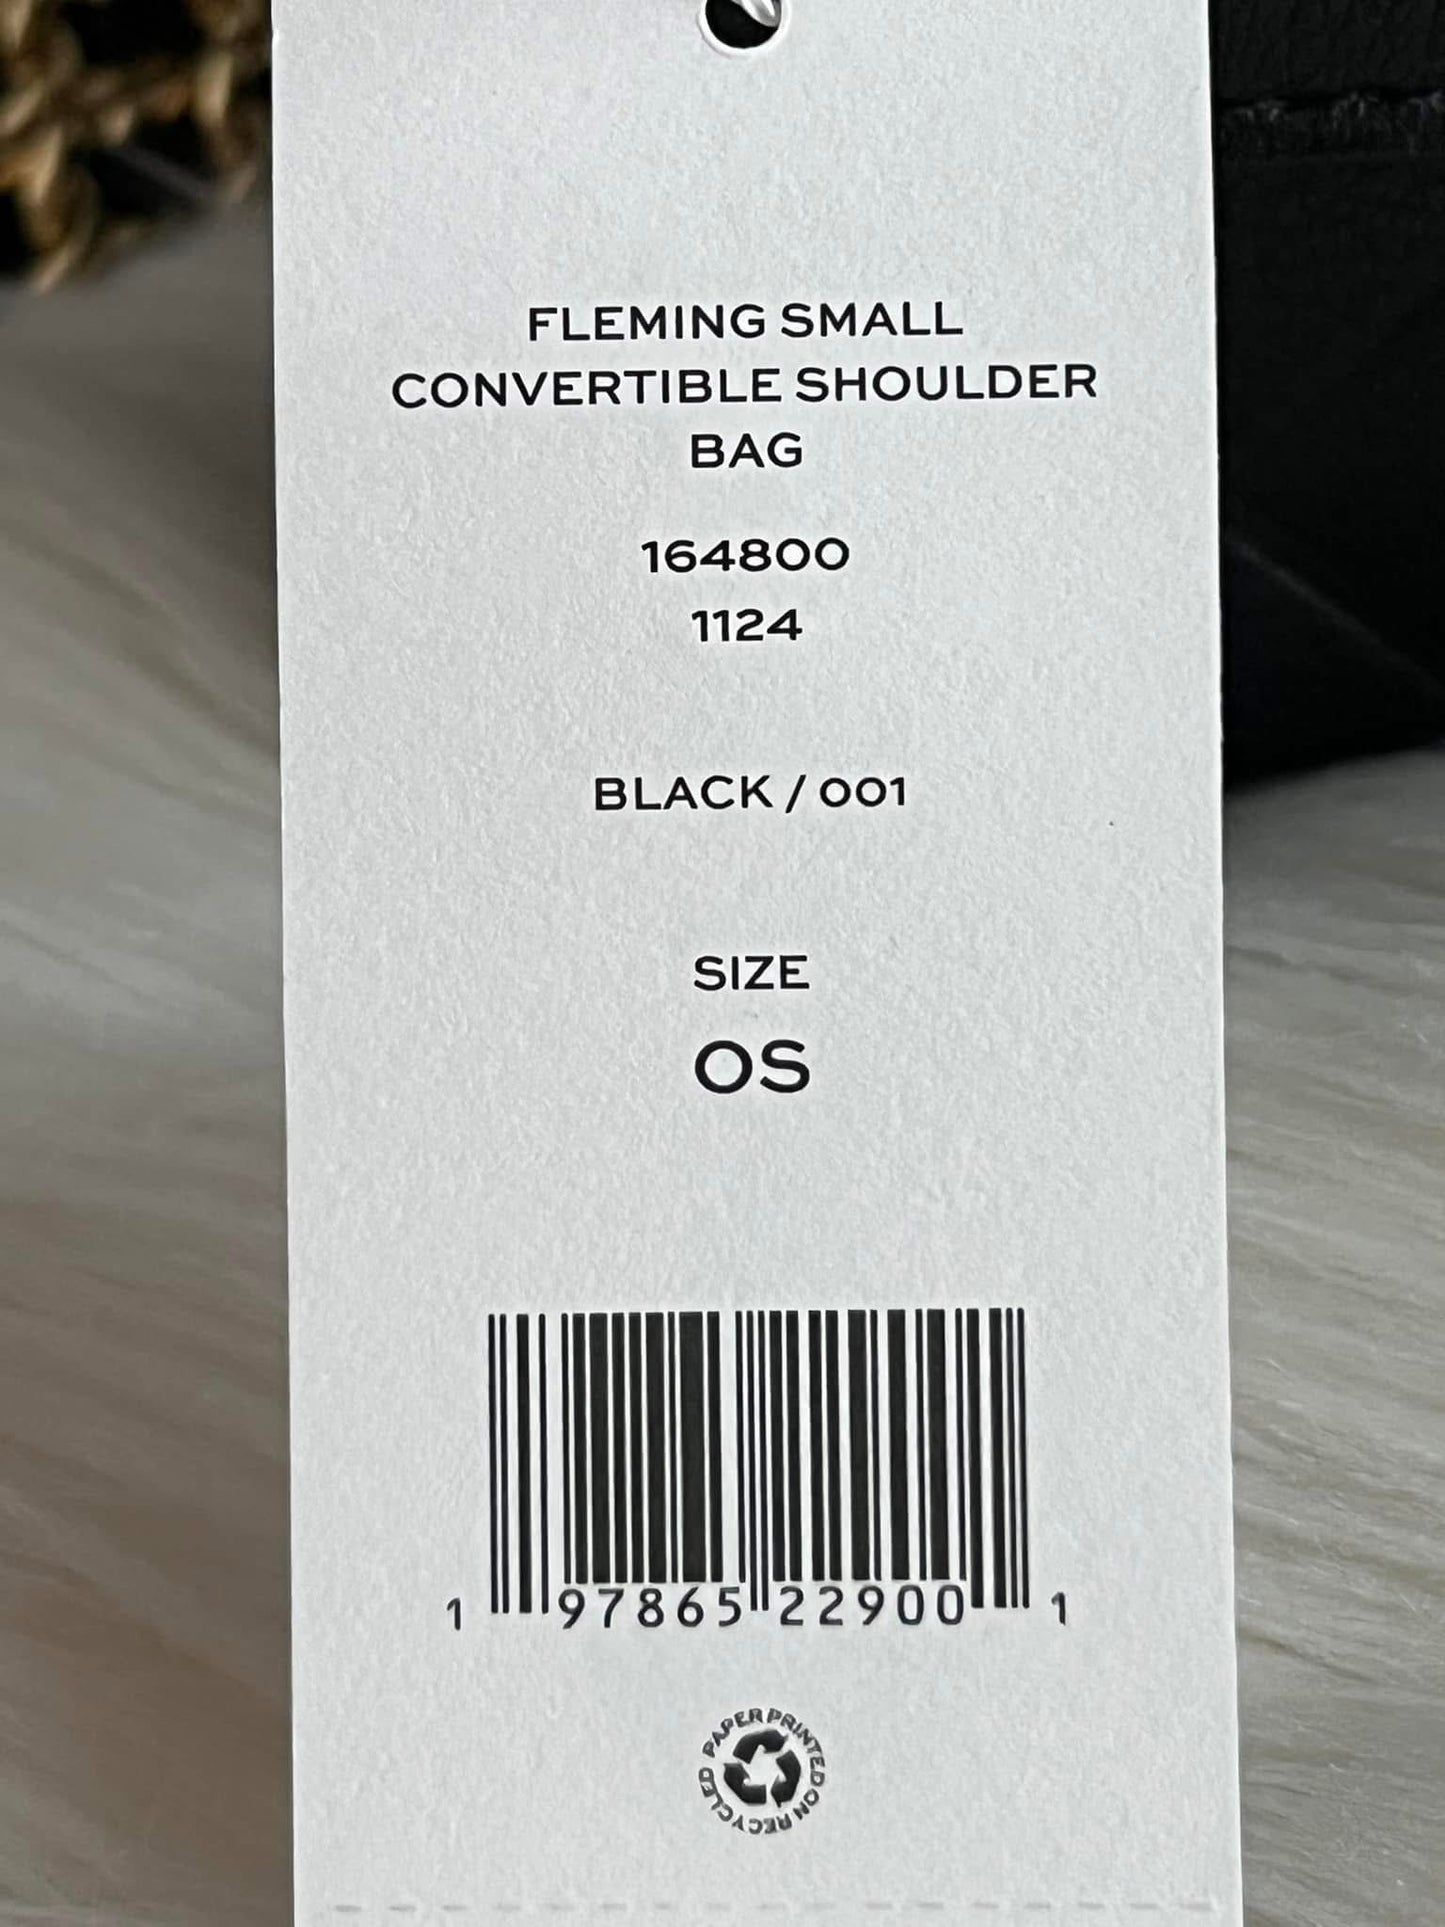 FLEMING SMALL
CONVERTIBLE SHOULDER
BAG
164800
1124
BLACK / 001
SIZE
OS
1 97865 22900 1
PAPER PRINTED ON RECYCLED